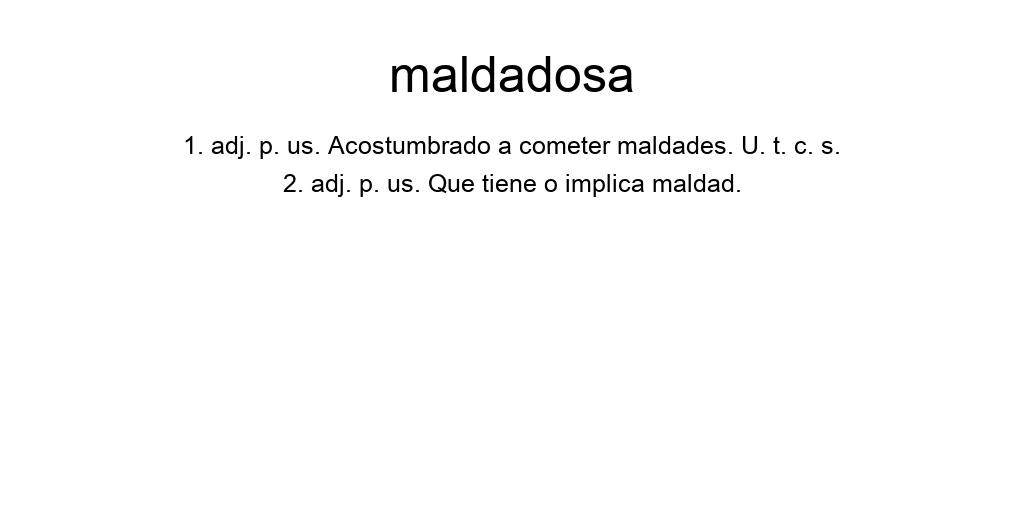 maldadosa
1. adj. p. us. Acostumbrado a cometer maldades. U. t. c. s.
2. adj. p. us. Que tiene o implica maldad.